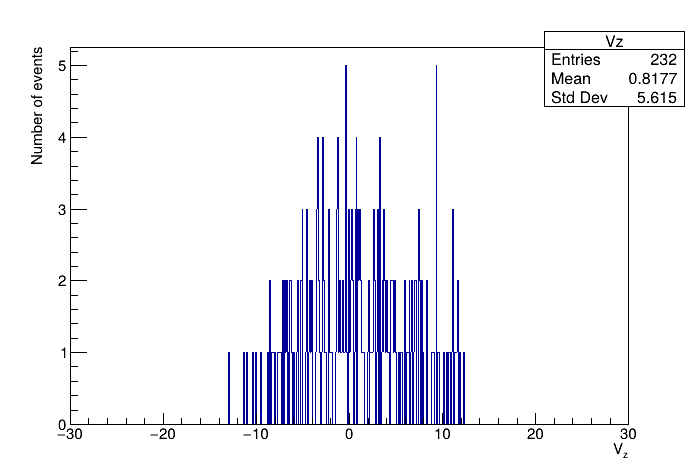 Vz
Entries 232
Mean 0.8177
Std Dev 5.615
Number of events
5
4
3
2
1
0
−30 −20 −10 0 10 20 30
Vz